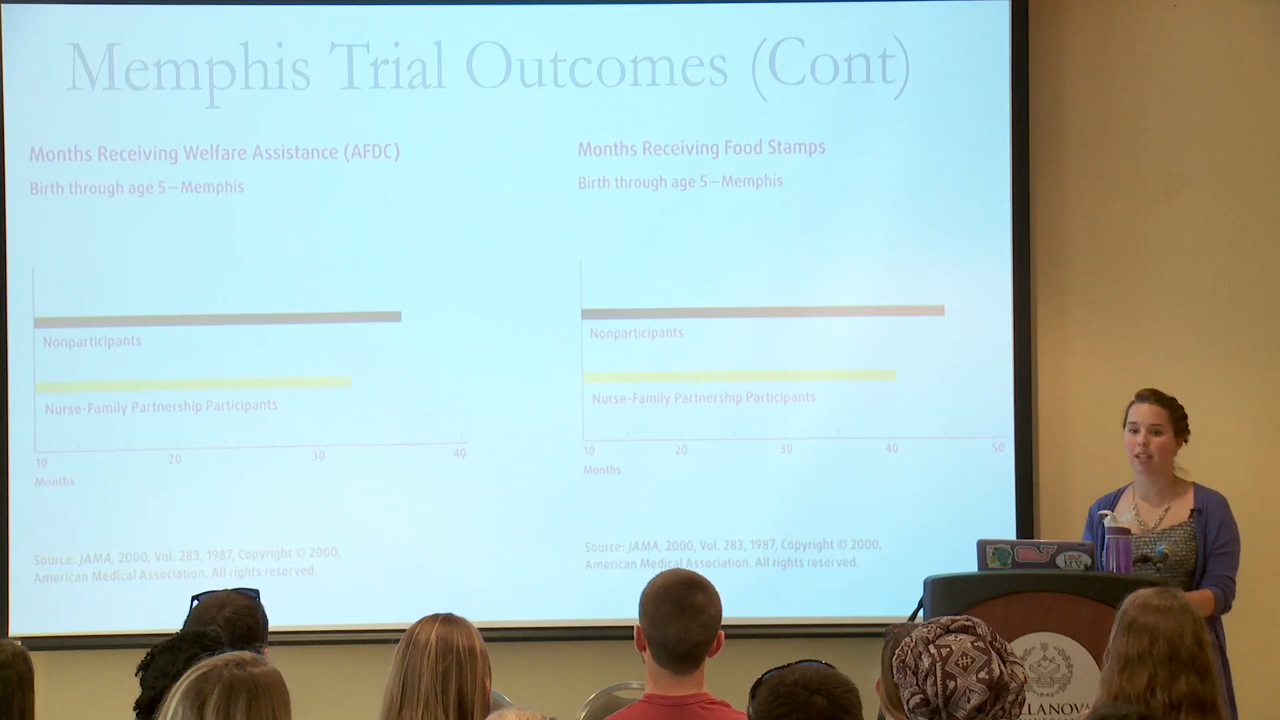 Memphis Trial Outcomes (Cont)
Months Receiving Welfare Assistance (AFDC)
Birth through age 5—Memphis
Nonparticipants
Nurse-Family Partnership Participants
10 20 30 40
Months
Source: JAMA, 2000, Vol. 283, 1987, Copyright © 2000,
American Medical Association. All rights reserved.
Months Receiving Food Stamps
Birth through age 5—Memphis
Nonparticipants
Nurse-Family Partnership Participants
10 20 30 40 50
Months
Source: JAMA, 2000, Vol. 283, 1987, Copyright © 2000,
American Medical Association. All rights reserved.
1842
LLANOVA